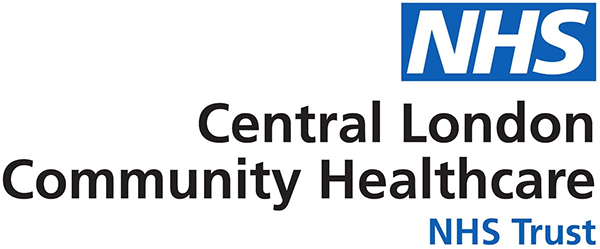 NHS
Central London
Community Healthcare
NHS Trust